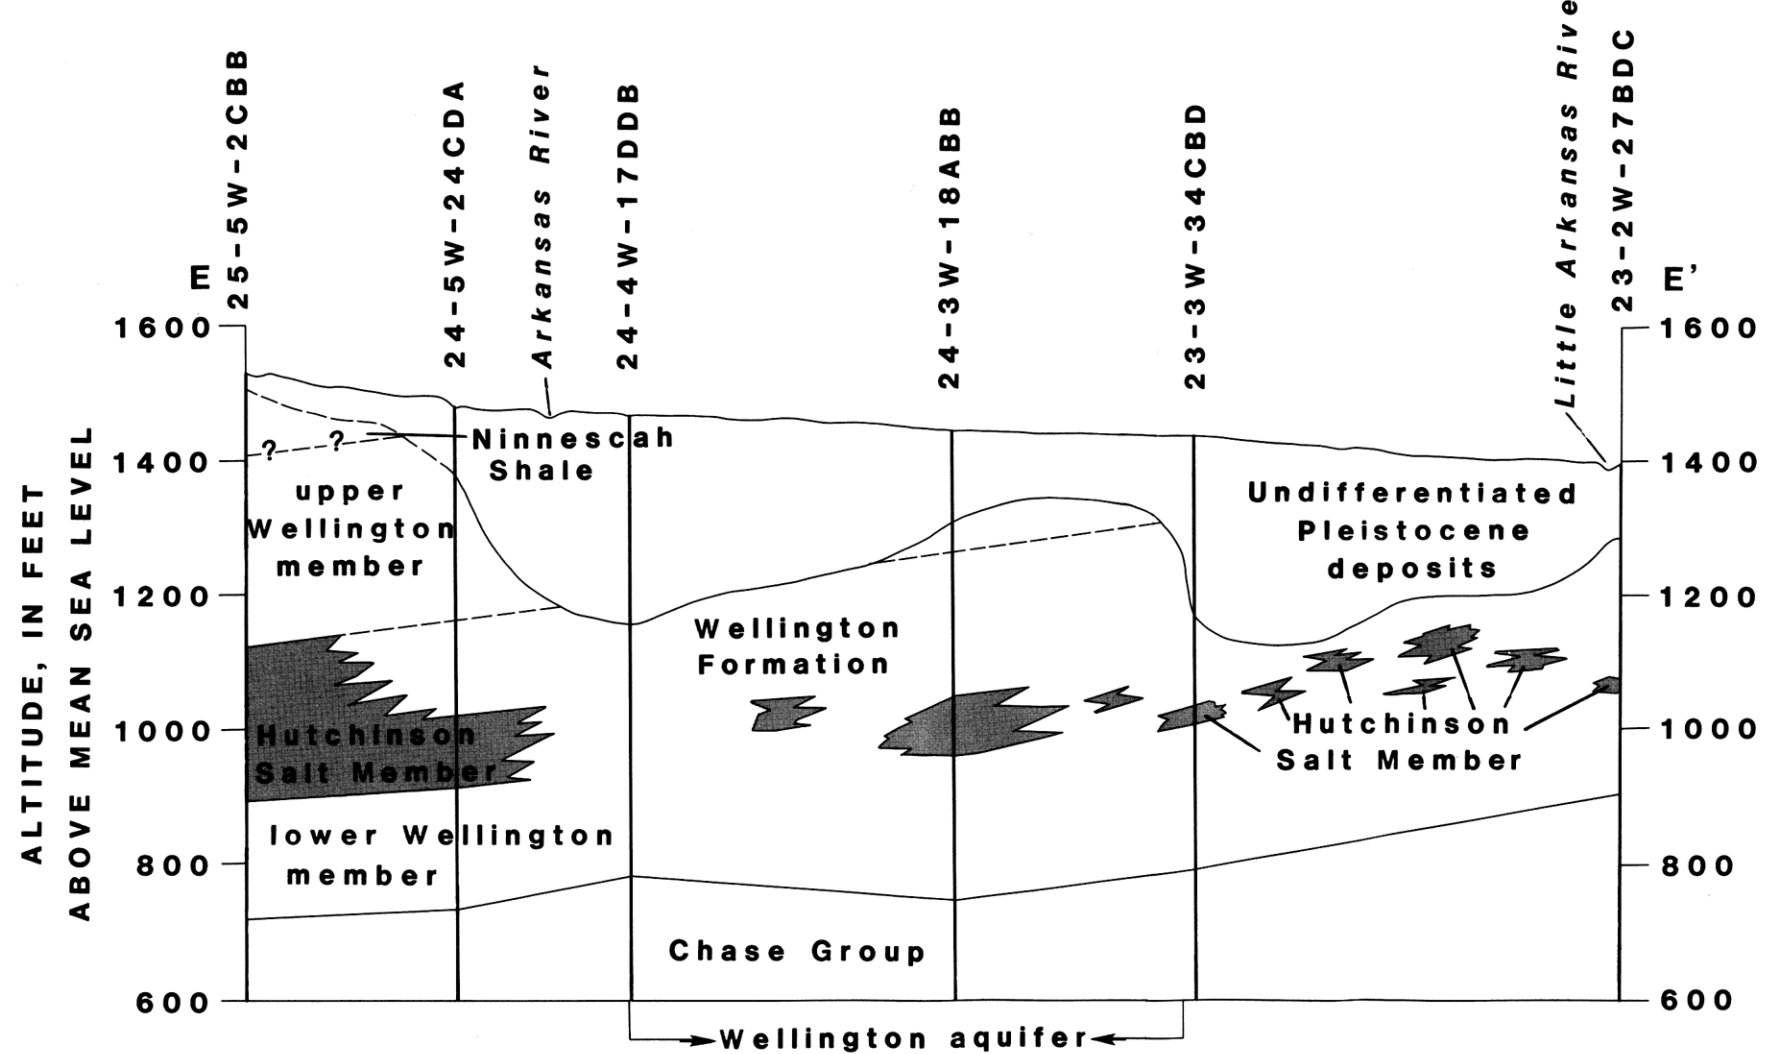 25-5W-2CBB
24-5W-24CDA
Arkansas River
24-4W-17DDB
24-3W-18ABB
23-3W-34CBD
Little Arkansas Rive
23-2W-27BDC
E
E'
1600
1600
1400
1400
1200
1200
1000
1000
800
800
600
600
ALTITUDE, IN FEET
ABOVE MEAN SEA LEVEL
? ?
Ninnescah
Shale
upper
Wellington
member
Undifferentiated
Pleistocene
deposits
Wellington
Formation
Hutchinson
Salt Member
Hutchinson
Salt Member
lower Wellington
member
Chase Group
Wellington aquifer